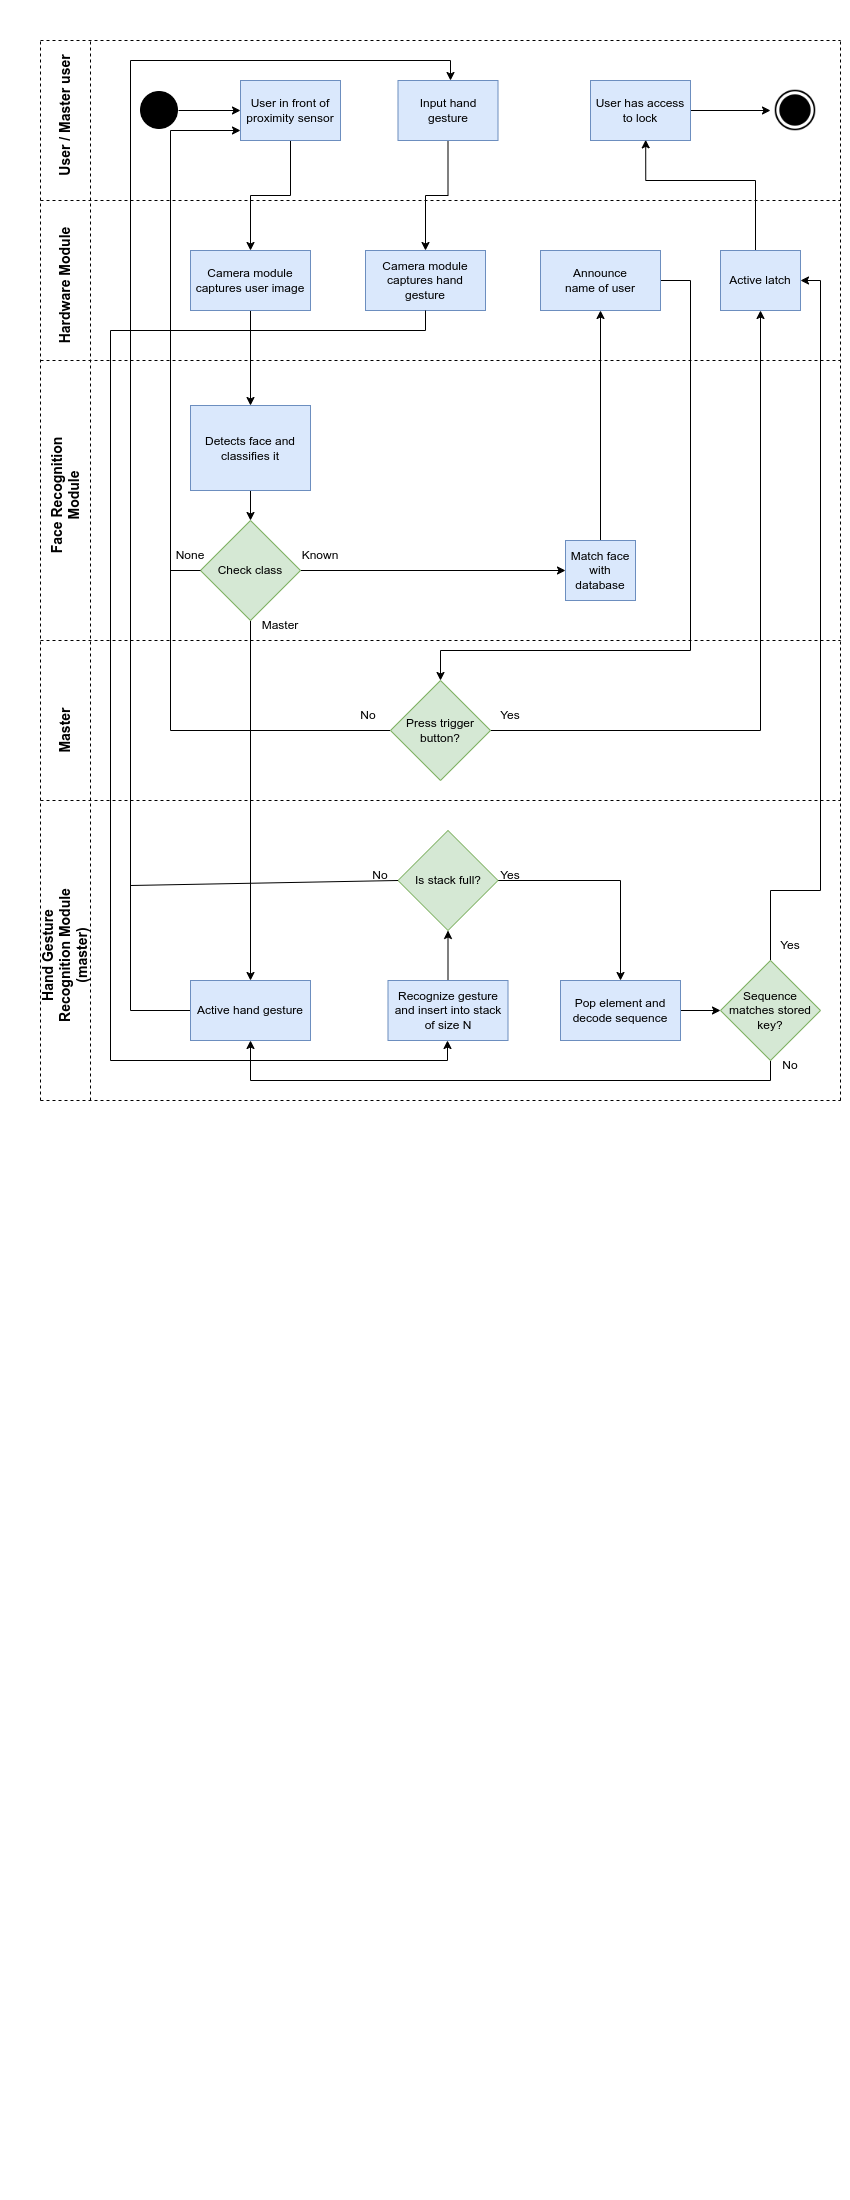 User / Master user
User in front of
proximity sensor
Input hand
gesture
User has access
to lock
Hardware Module
Camera module
captures user image
Camera module
captures hand
gesture
Announce
name of user
Active latch
Face Recognition
Module
Detects face and
classifies it
None
Check class
Known
Master
Match face
with
database
Master
No
Press trigger
button?
Yes
Hand Gesture
Recognition Module
(master)
No
Is stack full?
Yes
Active hand gesture
Recognize gesture
and insert into stack
of size N
Pop element and
decode sequence
Yes
Sequence
matches stored
key?
No